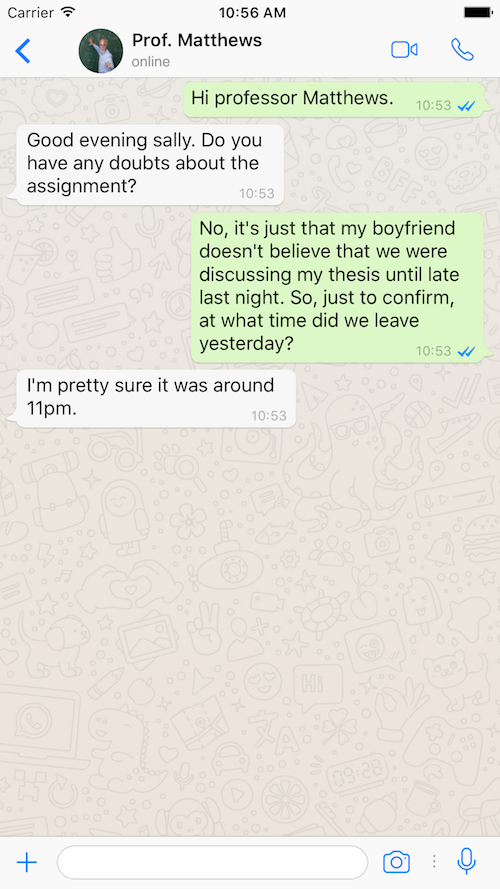 Carrier 10:56 AM
Prof. Matthews
online
Hi professor Matthews.
10:53
Good evening sally. Do you
have any doubts about the
assignment?
10:53
No, it's just that my boyfriend
doesn't believe that we were
discussing my thesis until late
last night. So, just to confirm,
at what time did we leave
yesterday?
10:53
I'm pretty sure it was around
11pm.
10:53
Hi
09:23